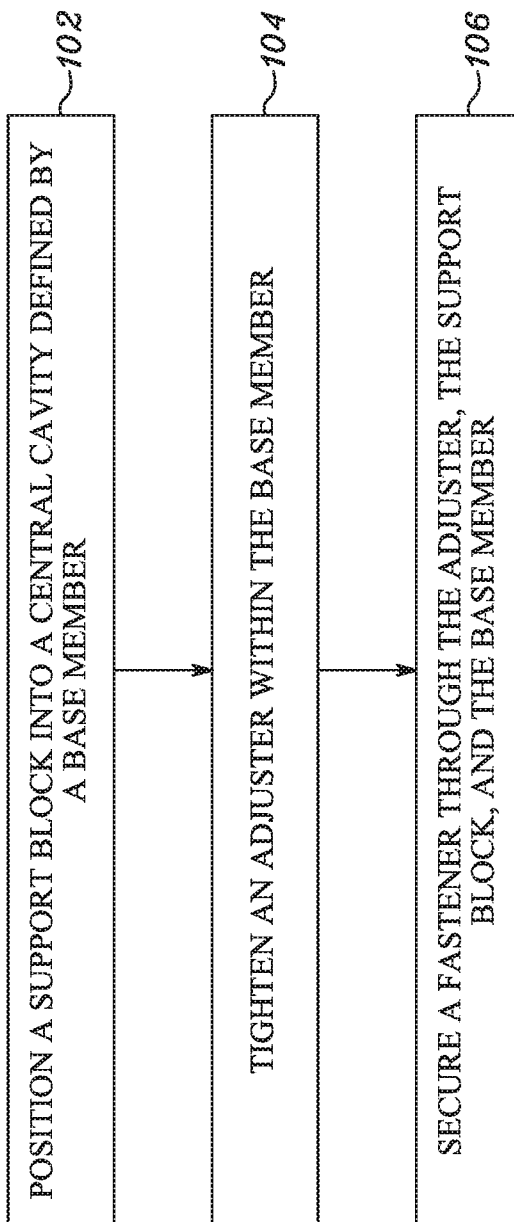 POSITION A SUPPORT BLOCK INTO A CENTRAL CAVITY DEFINED BY
A BASE MEMBER
102
TIGHTEN AN ADJUSTER WITHIN THE BASE MEMBER
104
SECURE A FASTENER THROUGH THE ADJUSTER, THE SUPPORT
BLOCK, AND THE BASE MEMBER
106